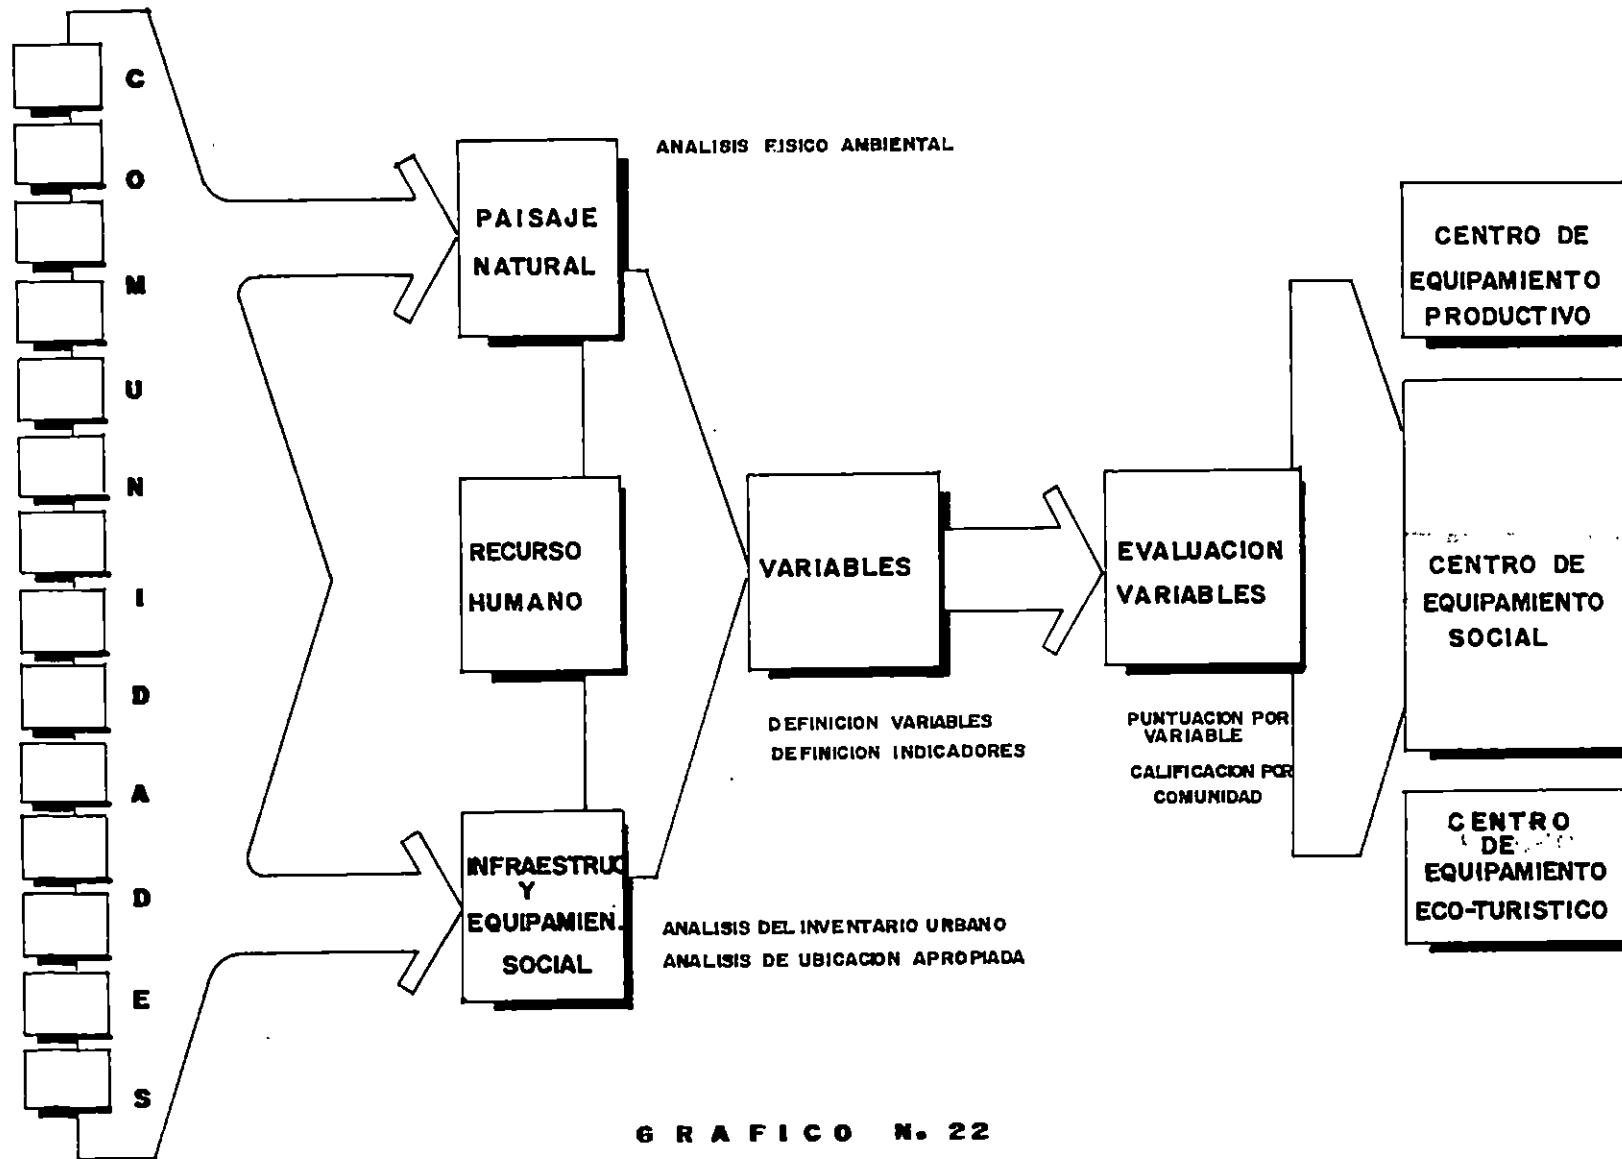 COMUNIDADES
PAISAJE
NATURAL
ANALISIS FISICO AMBIENTAL
RECURSO
HUMANO
INFRAESTRUC
Y
EQUIPAMIEN.
SOCIAL
ANALISIS DEL INVENTARIO URBANO
ANALISIS DE UBICACION APROPIADA
VARIABLES
DEFINICION VARIABLES
DEFINICION INDICADORES
EVALUACION
VARIABLES
PUNTUACION POR
VARIABLE
CALIFICACION POR
COMUNIDAD
CENTRO DE
EQUIPAMIENTO
PRODUCTIVO
CENTRO DE
EQUIPAMIENTO
SOCIAL
CENTRO
DE
EQUIPAMIENTO
ECO-TURISTICO
GRAFICO N. 22